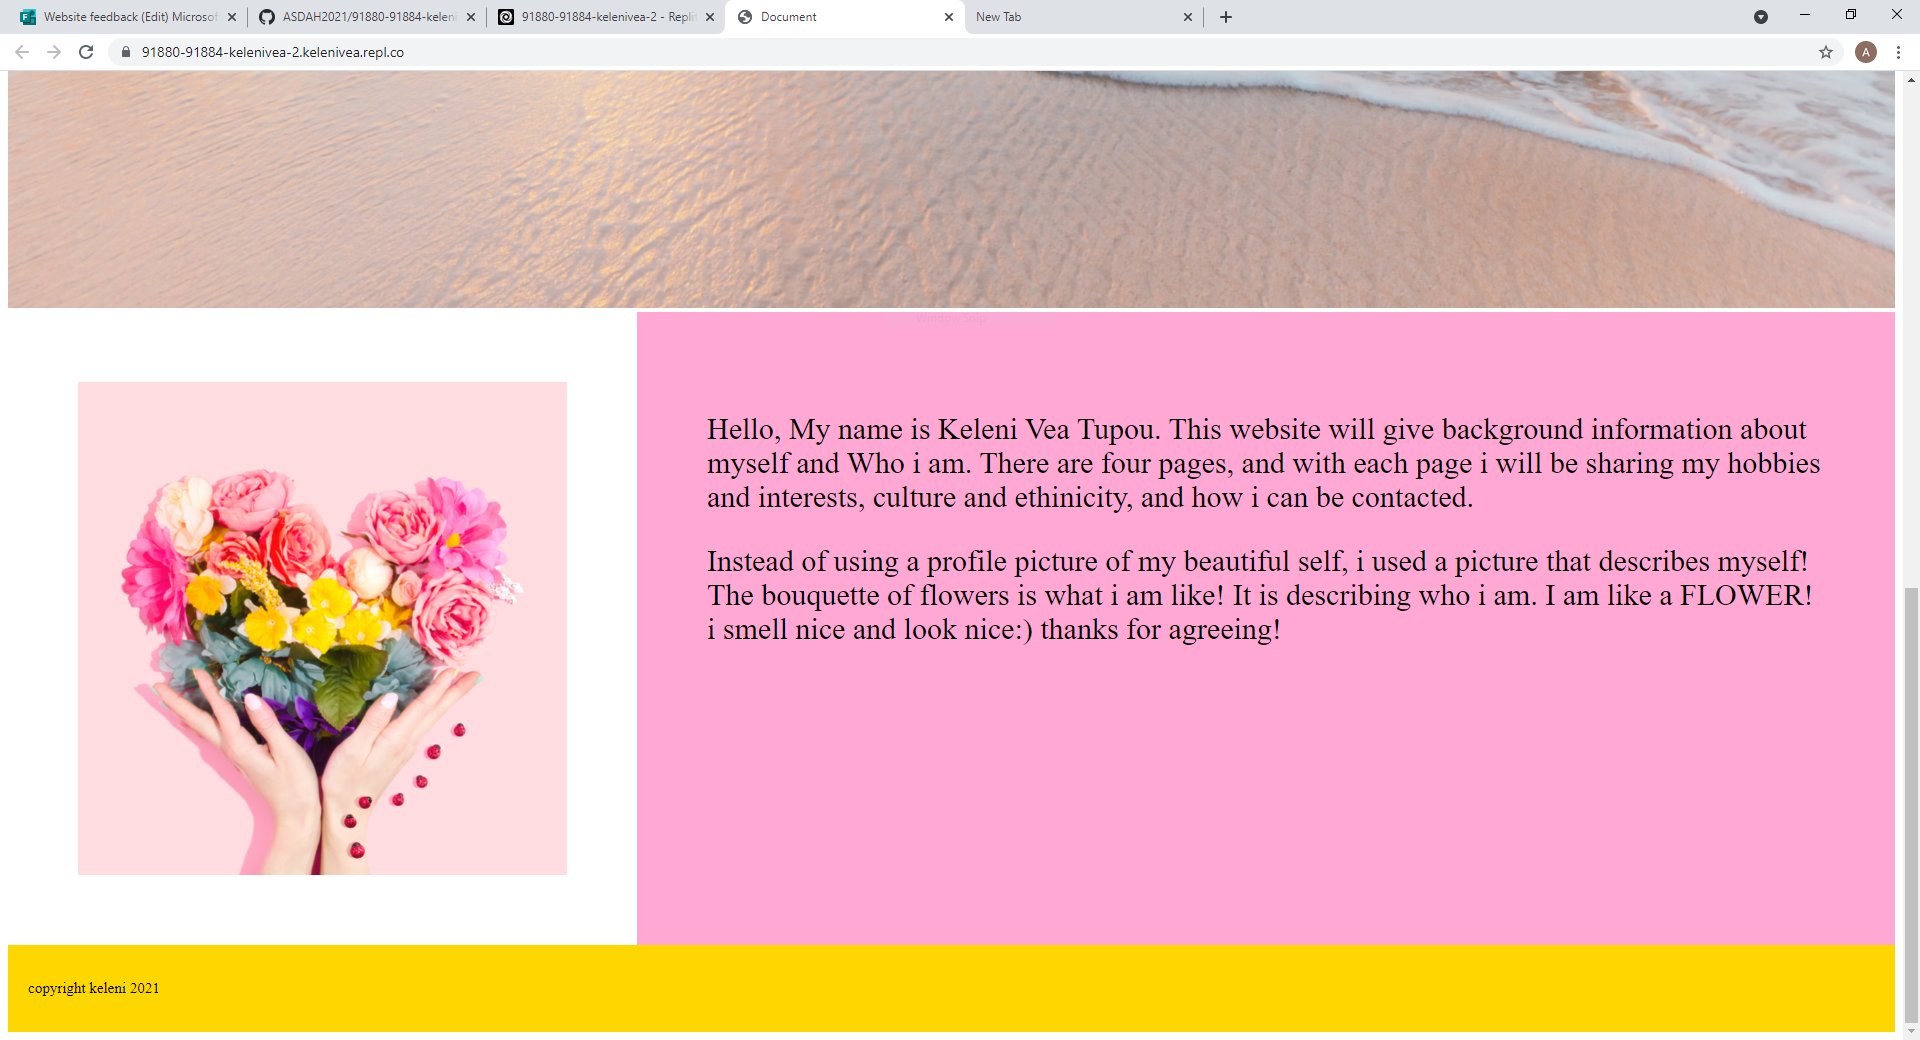 Website feedback (Edit) Microsof
ASDAH2021/91880-91884-keleni
91880-91884-kelenivea-2 - Replit
Document
New Tab
91880-91884-kelenivea-2.kelenivea.repl.co
A
Hello, My name is Keleni Vea Tupou. This website will give background information about
myself and Who i am. There are four pages, and with each page i will be sharing my hobbies
and interests, culture and ethinicity, and how i can be contacted.
Instead of using a profile picture of my beautiful self, i used a picture that describes myself!
The bouquette of flowers is what i am like! It is describing who i am. I am like a FLOWER!
i smell nice and look nice:) thanks for agreeing!
copyright keleni 2021